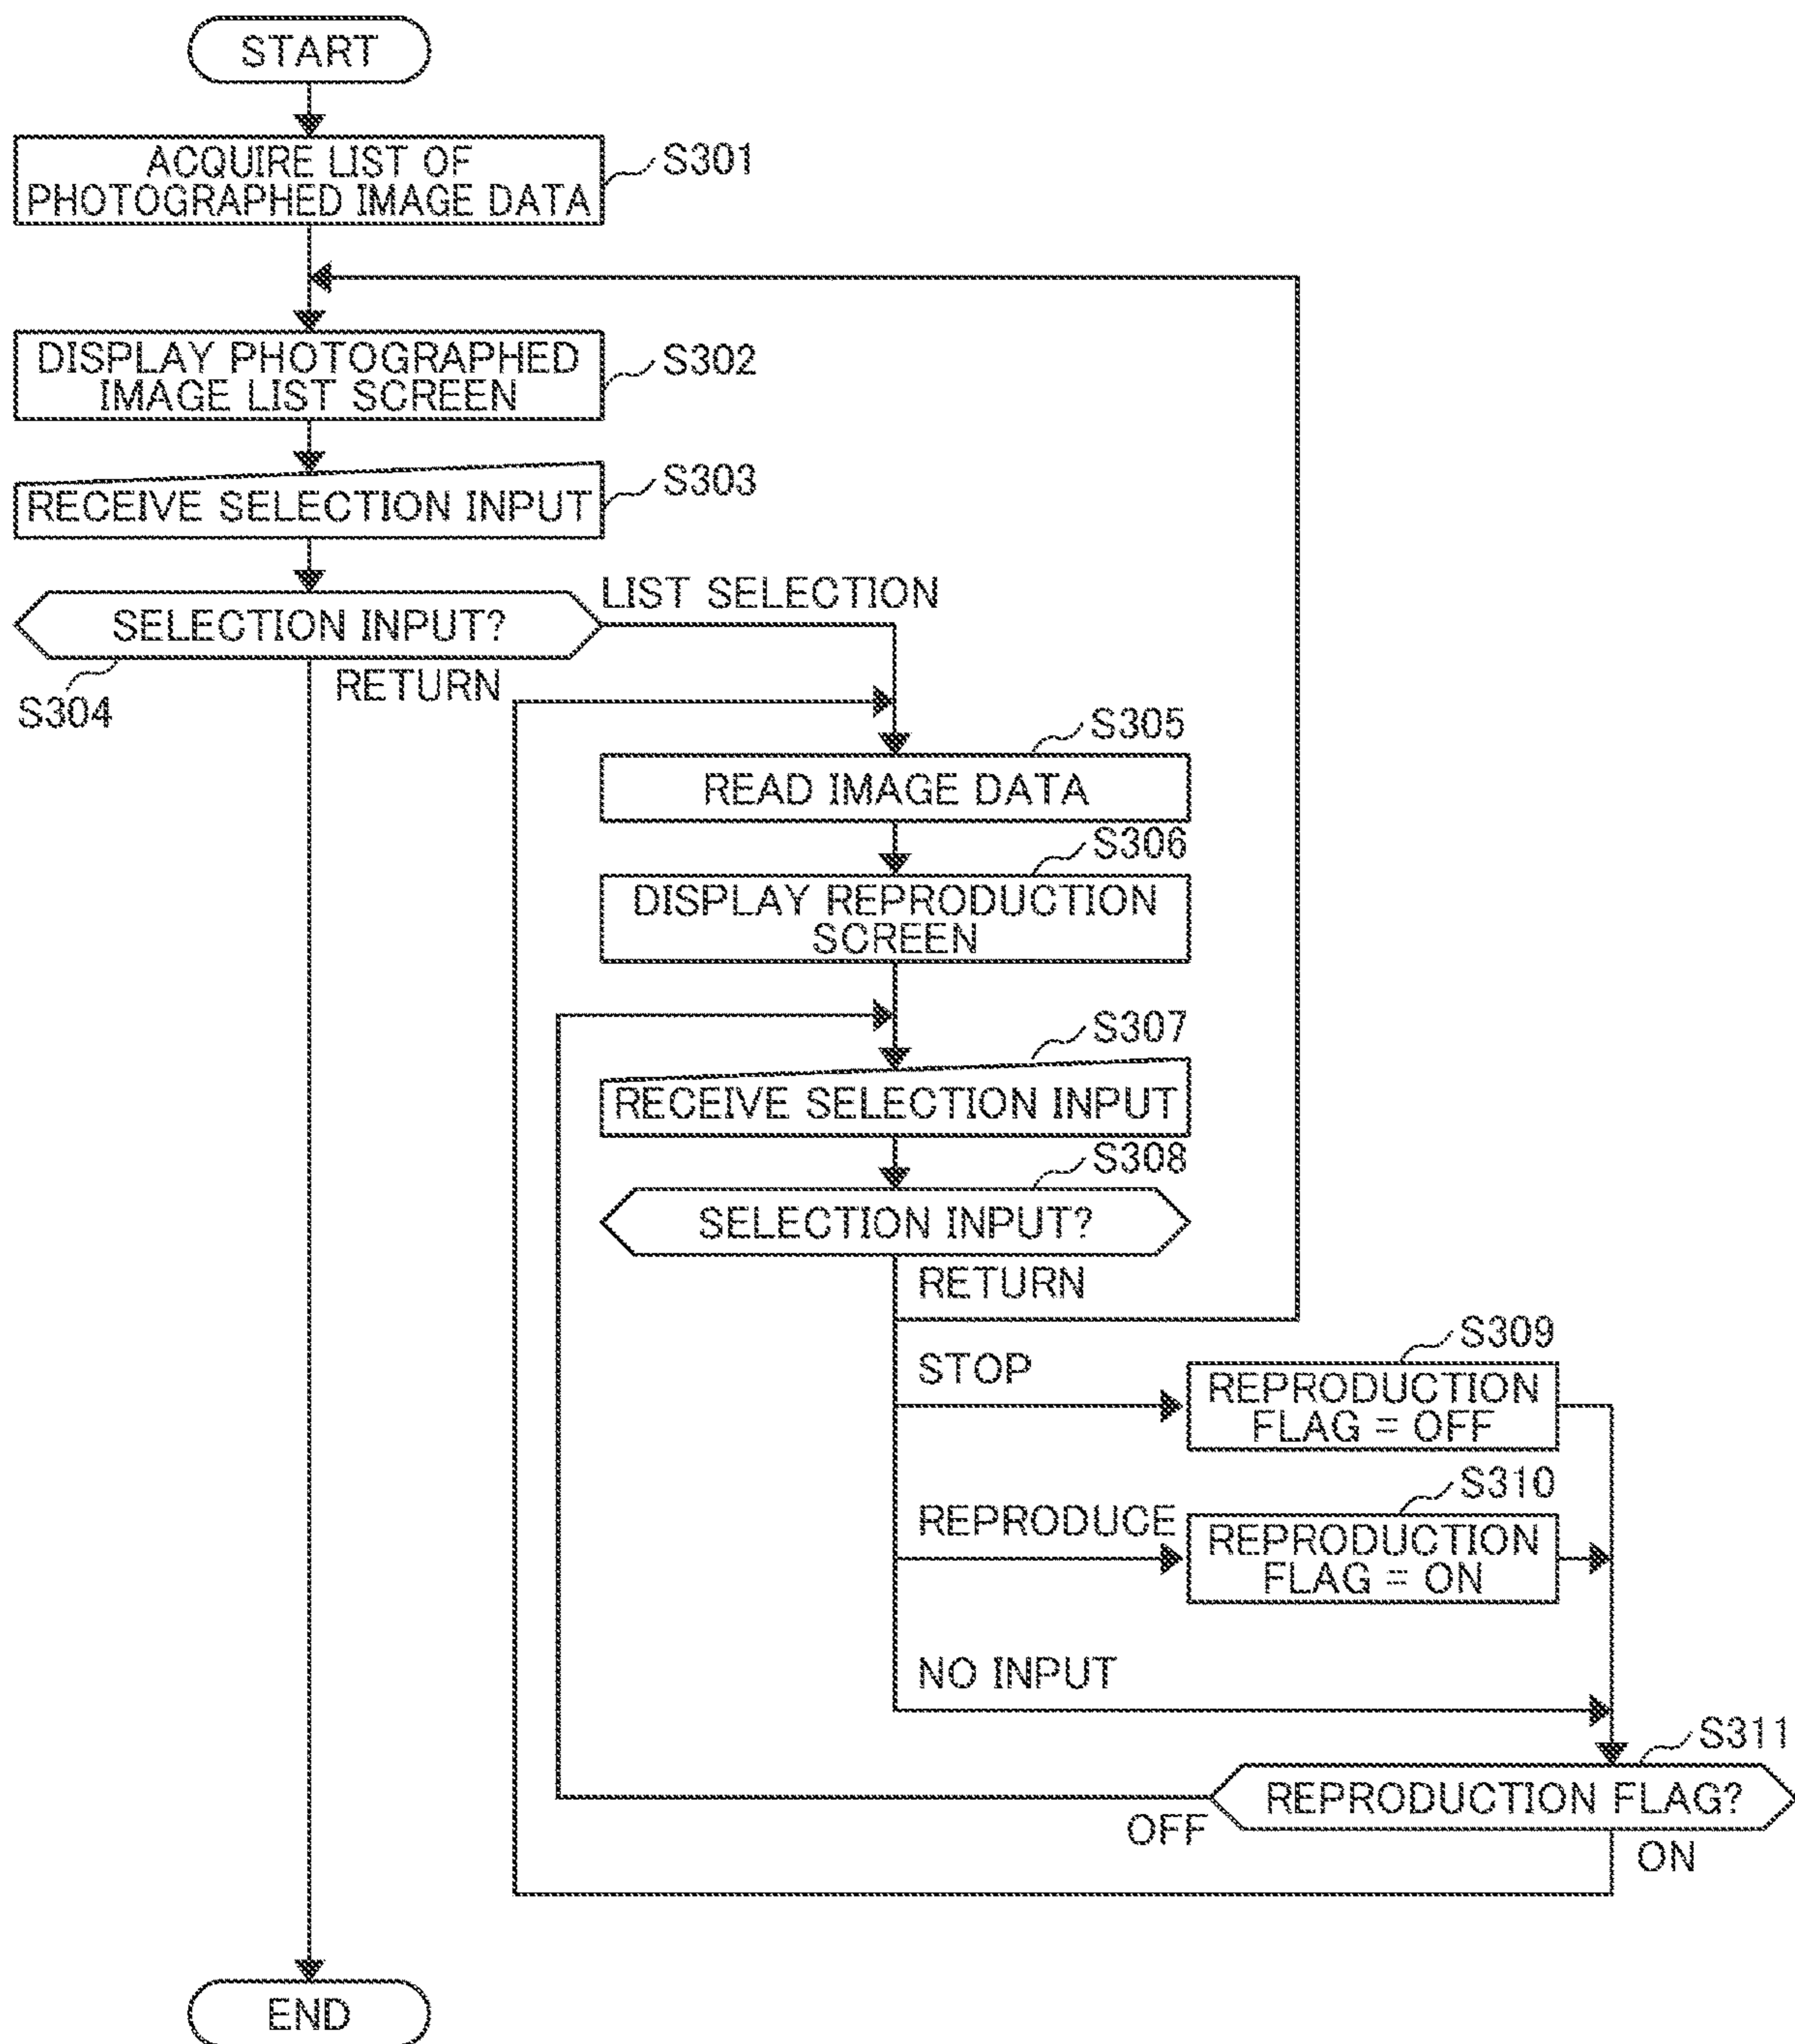 START
ACQUIRE LIST OF
PHOTOGRAPHED IMAGE DATA
S301
DISPLAY PHOTOGRAPHED
IMAGE LIST SCREEN
S302
RECEIVE SELECTION INPUT
S303
SELECTION INPUT?
LIST SELECTION
RETURN
S304
S305
READ IMAGE DATA
S306
DISPLAY REPRODUCTION
SCREEN
S307
RECEIVE SELECTION INPUT
S308
SELECTION INPUT?
RETURN
STOP
S309
REPRODUCTION
FLAG = OFF
S310
REPRODUCE
REPRODUCTION
FLAG = ON
NO INPUT
S311
REPRODUCTION FLAG?
OFF
ON
END